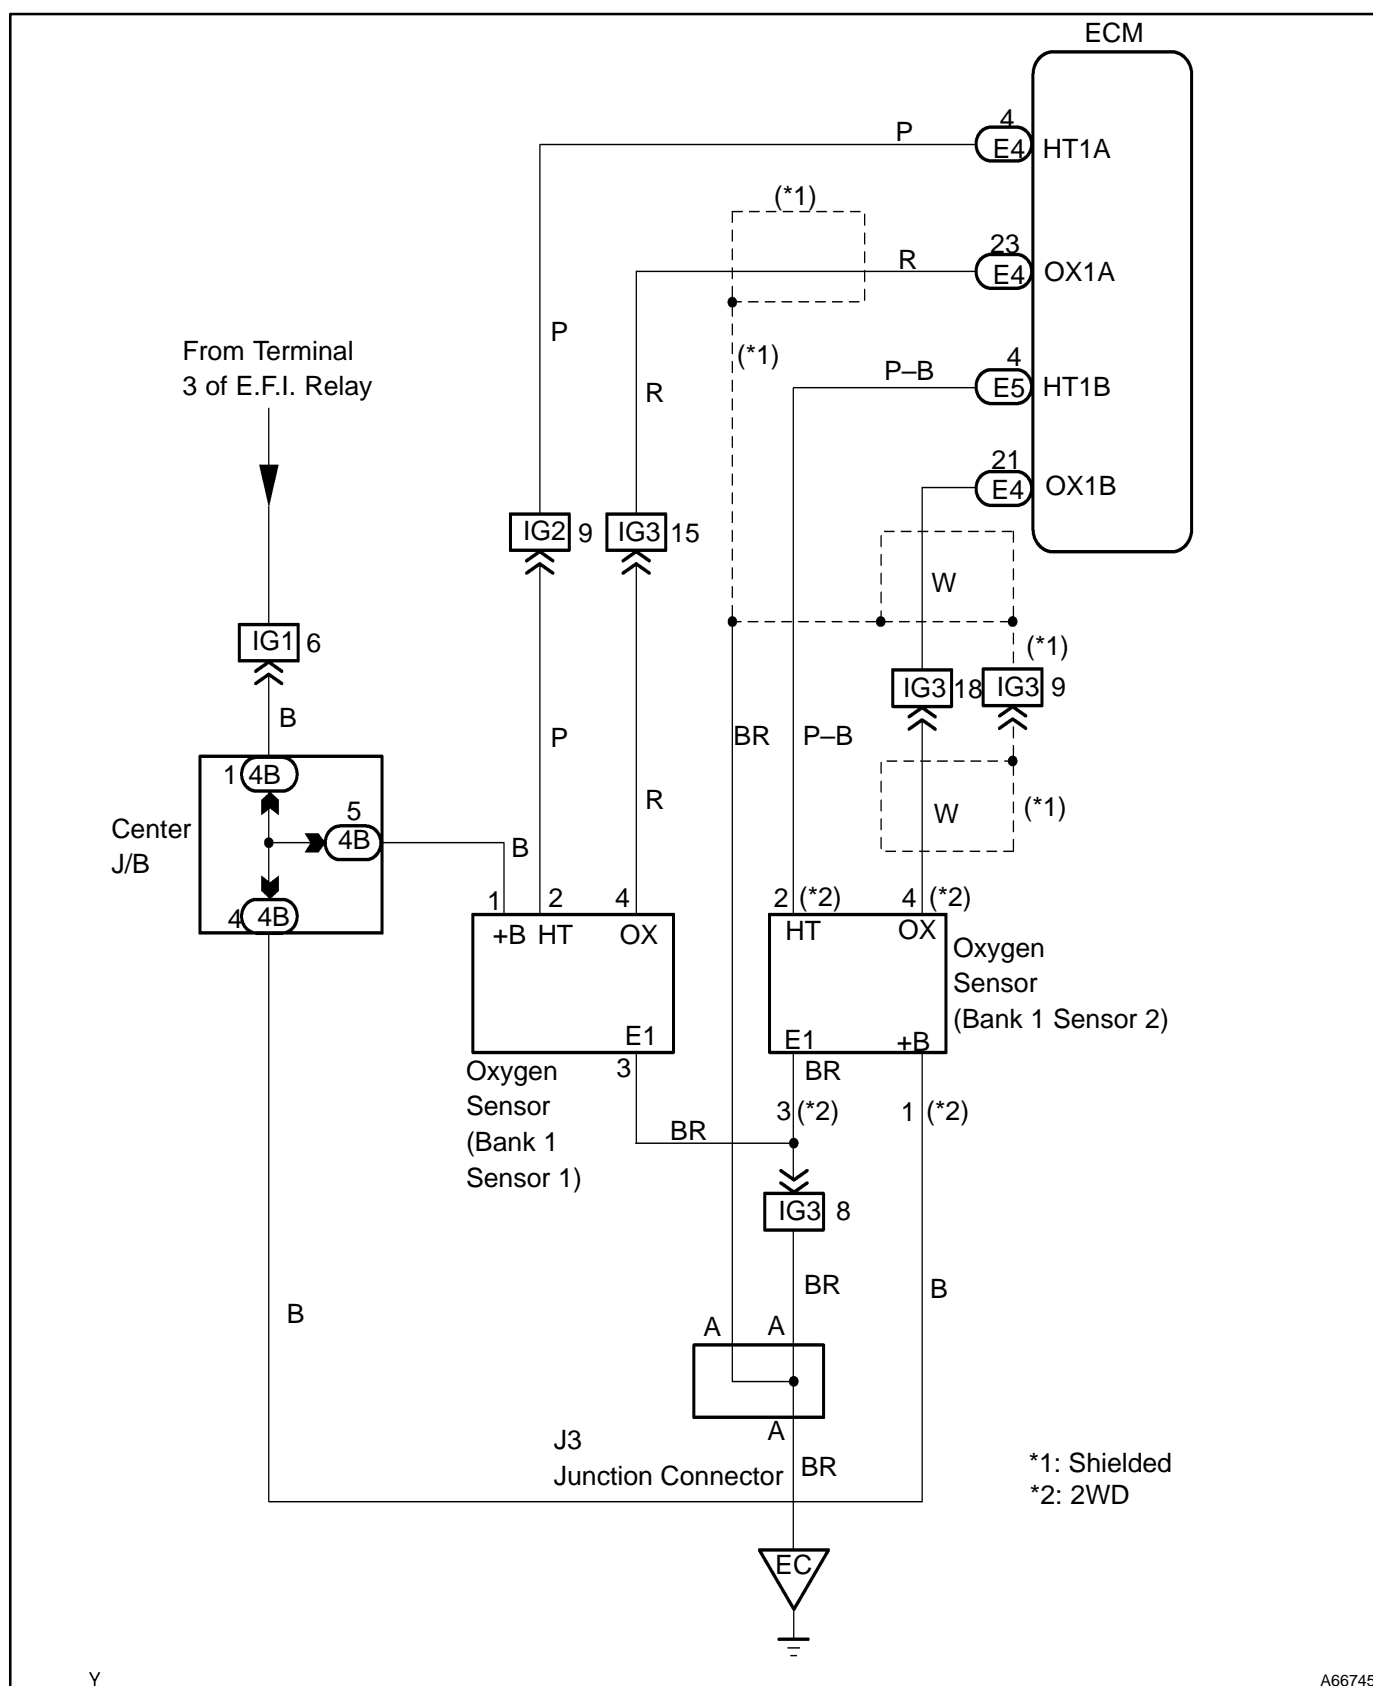 ECM
4
P
E4
HT1A
(*1)
23
R
E4
OX1A
P
(*1)
From Terminal
3 of E.F.I. Relay
R
4
P–B
E5
HT1B
21
E4
OX1B
IG2
9
IG3
15
W
IG1
6
(*1)
IG3
18
IG3
9
B
P
BR
P–B
1
4B
5
4B
R
W
(*1)
Center
J/B
B
4
4B
1
2
4
2
(*2)
4
(*2)
+B
HT
OX
HT
OX
Oxygen
Sensor
(Bank 1 Sensor 2)
E1
E1
+B
3
BR
Oxygen
Sensor
(Bank 1
Sensor 1)
3
(*2)
1
(*2)
BR
IG3
8
BR
B
B
A
A
A
J3
Junction Connector
BR
*1: Shielded
*2: 2WD
EC
Y
A66745